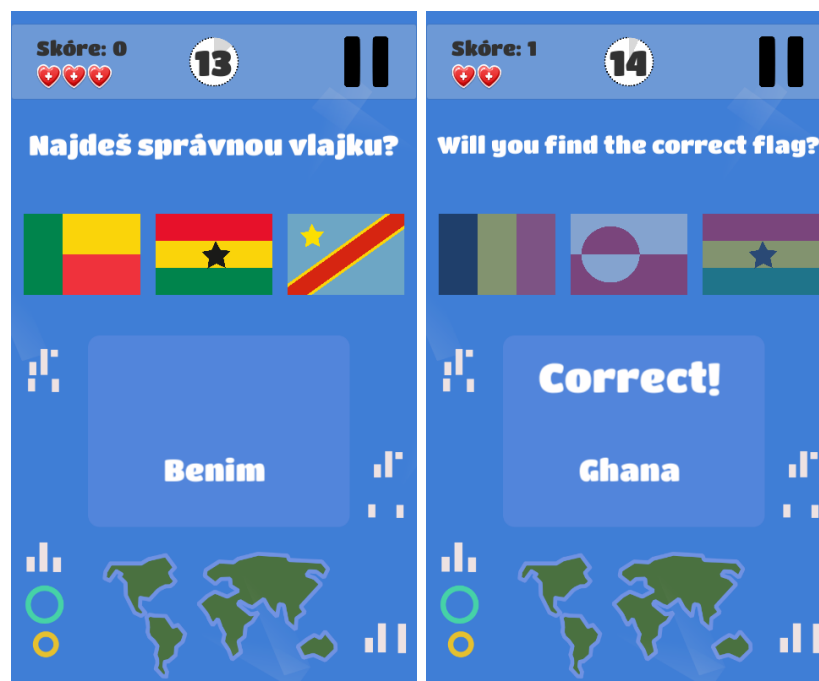 Skóre: 0
13
Najdeš správnou vlajku?
Benim
Skóre: 1
14
Will you find the correct flag?
Correct!
Ghana